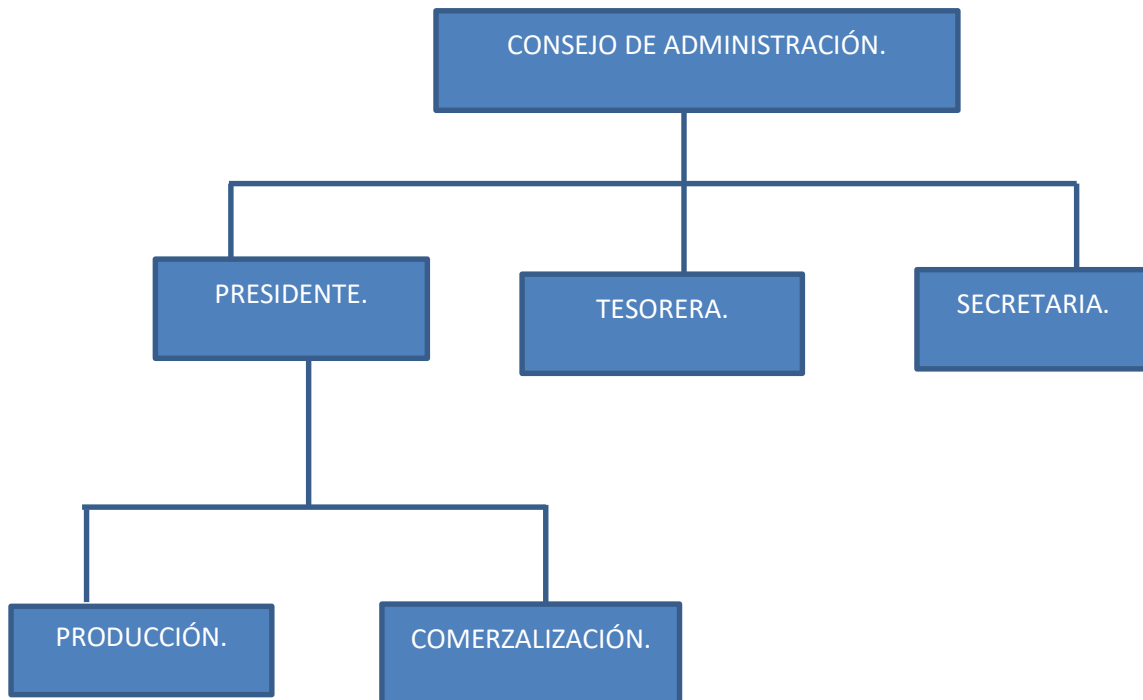 CONSEJO DE ADMINISTRACIÓN.
PRESIDENTE.
TESORERA.
SECRETARIA.
PRODUCCIÓN.
COMERZALIZACIÓN.